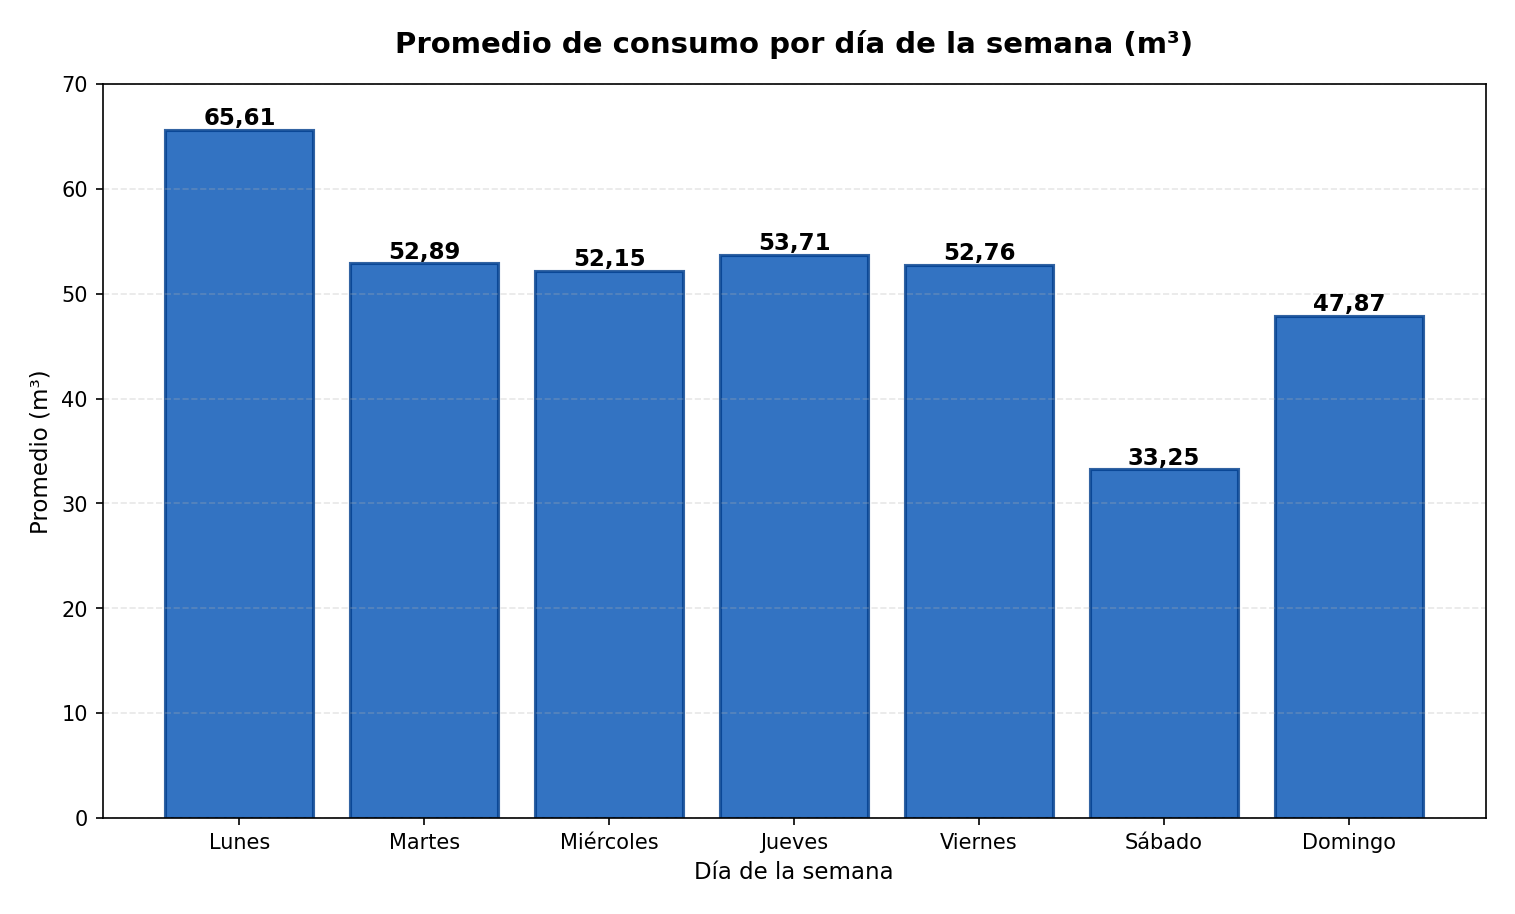 Promedio de consumo por día de la semana (m³)
Promedio (m³)
70
60
50
40
30
20
10
0
65,61
52,89
52,15
53,71
52,76
33,25
47,87
Lunes
Martes
Miércoles
Jueves
Viernes
Sábado
Domingo
Día de la semana